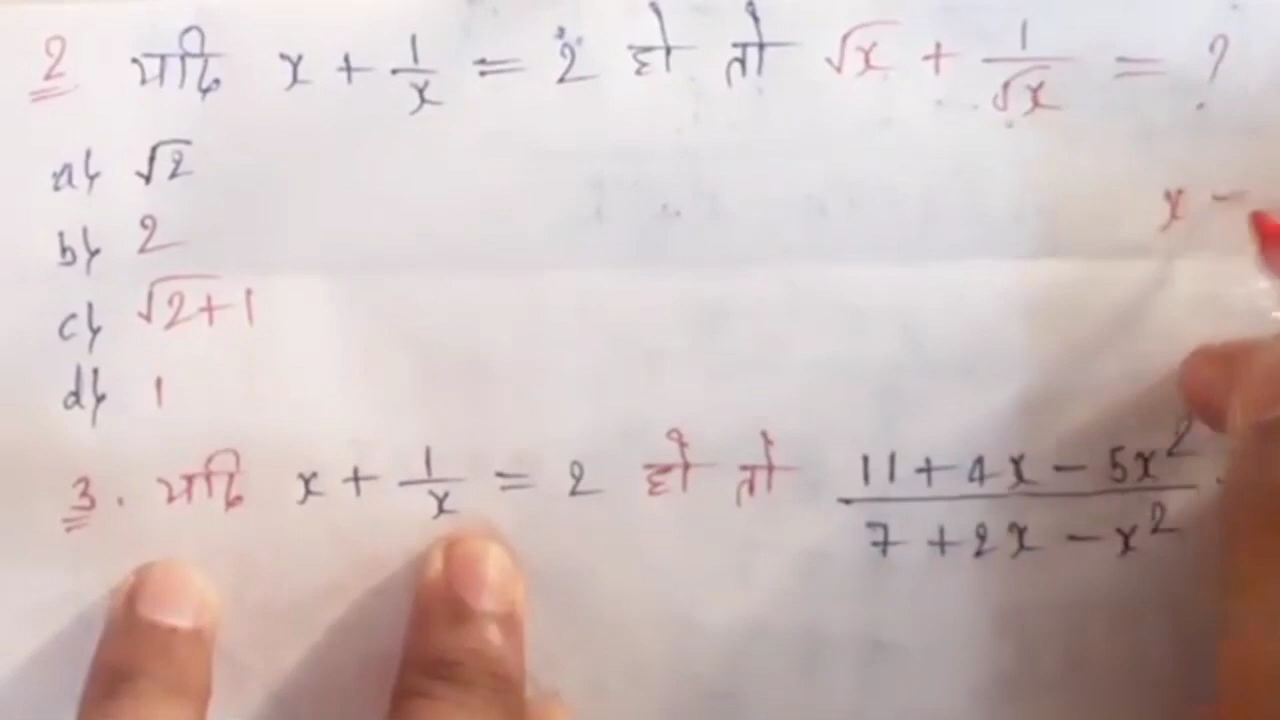 2 यदि x + 1/x = 2 हो तो √x + 1/√x = ?
a) √2
b) 2
x -
c) √2+1
d) 1
3. यदि x + 1/x = 2 हो तो (11 + 4x - 5x²)/(7 + 2x - x²)